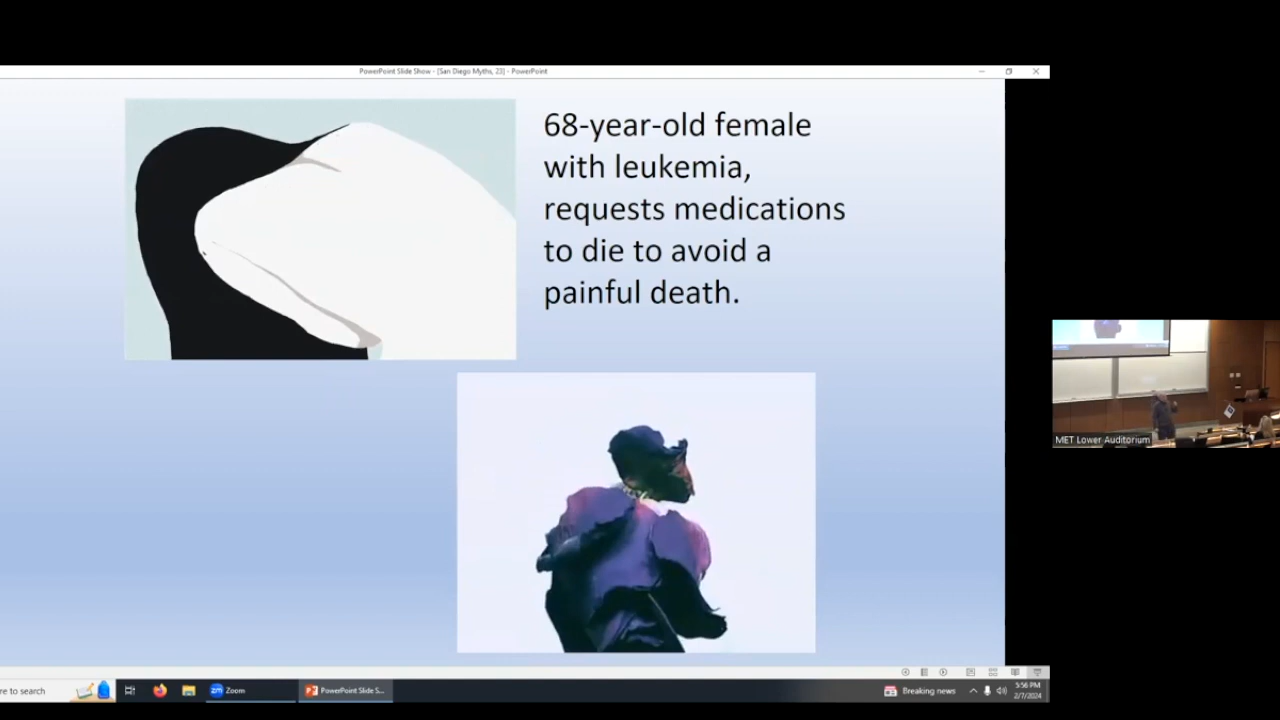 PowerPoint Slide Show - [San Diego Myths, 23] - PowerPoint
68-year-old female
with leukemia,
requests medications
to die to avoid a
painful death.
MET Lower Auditorium
re to search
zm Zoom
PowerPoint Slide S...
Breaking news
5:56 PM
2/7/2024